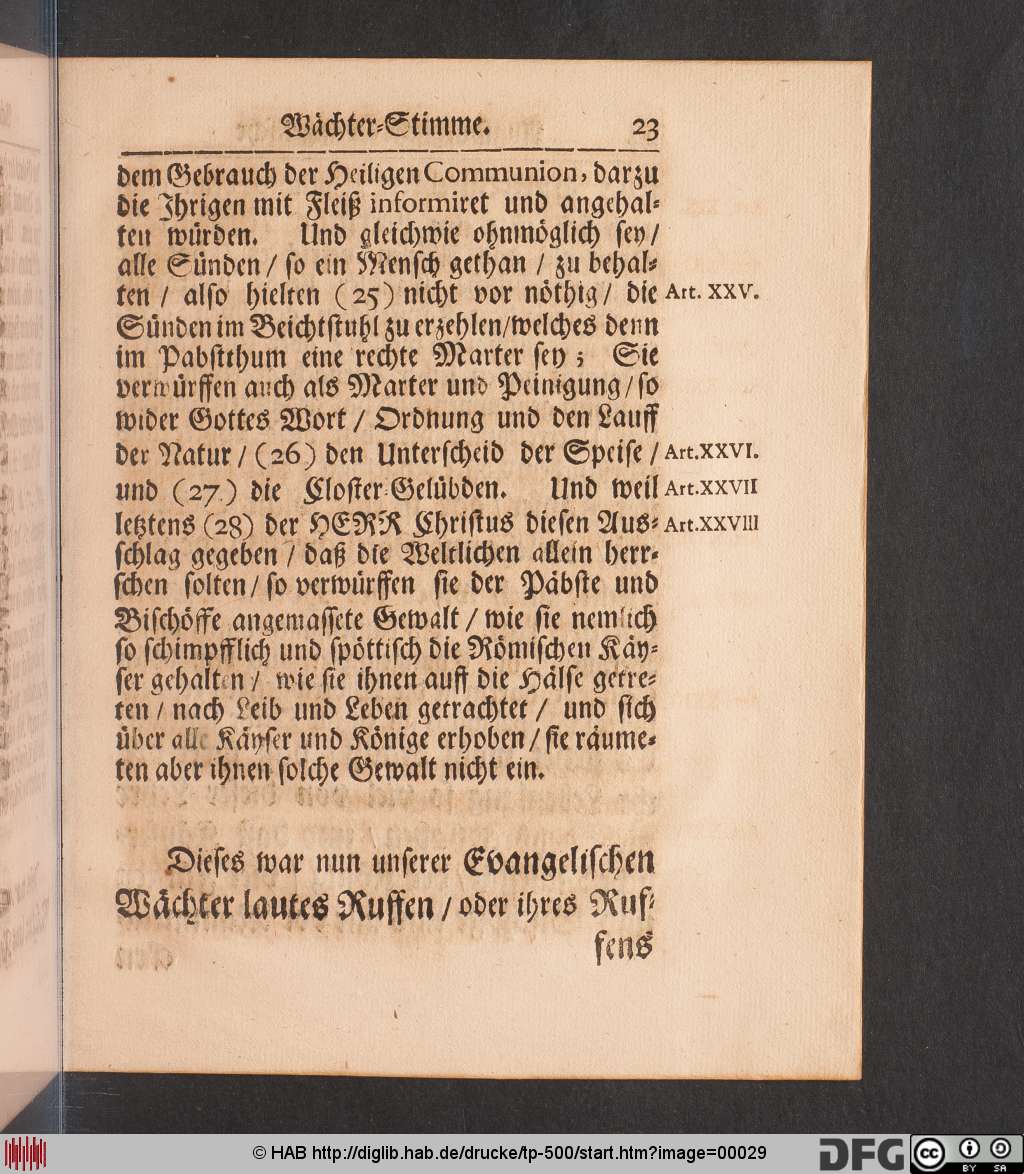 Wächter-Stimme. 23
dem Gebrauch der Heiligen Communion, darzu
die Ihrigen mit Fleiß informiret und angehal-
ten würden. Und gleichwie ohnmöglich sey/
alle Sünden / so ein Mensch gethan / zu behal-
ten / also hielten (25) nicht vor nöthig / die Art. XXV.
Sünden im Beichtstuhl zu erzehlen/welches denn
im Pabstthum eine rechte Marter sey; Sie
verwürffen auch als Marter und Peinigung / so
wider Gottes Wort / Ordnung und den Lauff
der Natur / (26) den Unterscheid der Speise / Art.XXVI.
und (27.) die Closter-Gelübden. Und weil Art.XXVII
letztens (28) der HERR Christus diesen Aus- Art.XXVIII
schlag gegeben / daß die Weltlichen allein herr-
schen solten / so verwürffen sie der Päbste und
Bischöffe angemassete Gewalt / wie sie nemlich
so schimpfflich und spöttisch die Römischen Käy-
ser gehalten / wie sie ihnen auff die Hälse getre-
ten / nach Leib und Leben getrachtet / und sich
über alle Käyser und Könige erhoben / sie räume-
ten aber ihnen solche Gewalt nicht ein.
Dieses war nun unserer Evangelischen
Wächter lautes Ruffen / oder ihres Ruf-
fens
© HAB http://diglib.hab.de/drucke/tp-500/start.htm?image=00029
DFG cc BY SA